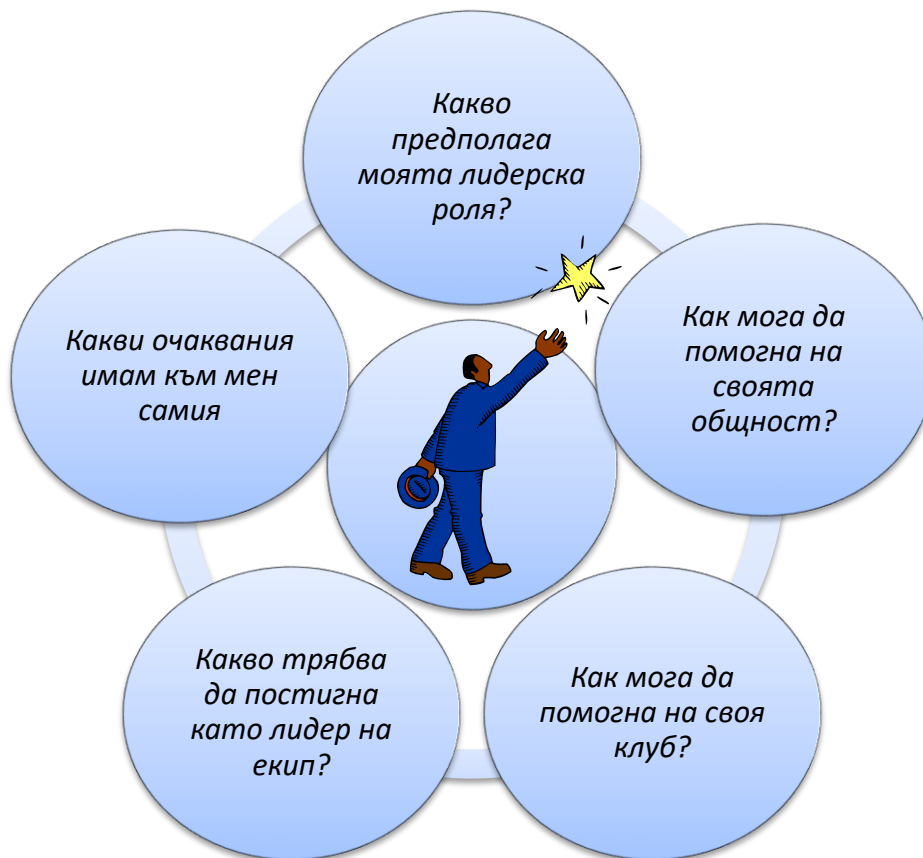 Какво
предполага
моята лидерска
роля?
Как мога да
помогна на
своята
общност?
Как мога да
помогна на своя
клуб?
Какво трябва
да постигна
като лидер на
екип?
Какви очаквания
имам към мен
самия